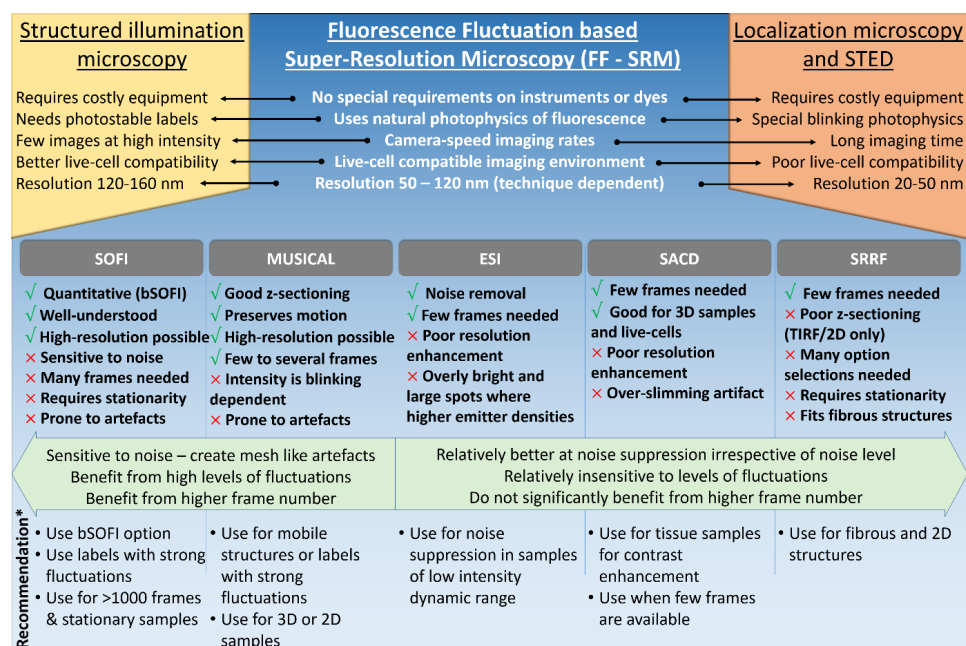 Structured illumination
microscopy
Requires costly equipment
Needs photostable labels
Few images at high intensity
Better live-cell compatibility
Resolution 120-160 nm
Fluorescence Fluctuation based
Super-Resolution Microscopy (FF - SRM)
No special requirements on instruments or dyes
Uses natural photophysics of fluorescence
Camera-speed imaging rates
Live-cell compatible imaging environment
Resolution 50 – 120 nm (technique dependent)
Localization microscopy
and STED
Requires costly equipment
Special blinking photophysics
Long imaging time
Poor live-cell compatibility
Resolution 20-50 nm
SOFI
√ Quantitative (bSOFI)
√ Well-understood
√ High-resolution possible
× Sensitive to noise
× Many frames needed
× Requires stationarity
× Prone to artefacts
MUSICAL
√ Good z-sectioning
√ Preserves motion
√ High-resolution possible
√ Few to several frames
× Intensity is blinking
dependent
× Prone to artefacts
ESI
√ Noise removal
√ Few frames needed
× Poor resolution
enhancement
× Overly bright and
large spots where
higher emitter densities
SACD
√ Few frames needed
√ Good for 3D samples
and live-cells
× Poor resolution
enhancement
× Over-slimming artifact
SRRF
√ Few frames needed
× Poor z-sectioning
(TIRF/2D only)
× Many option
selections needed
× Requires stationarity
× Fits fibrous structures
Sensitive to noise – create mesh like artefacts
Benefit from high levels of fluctuations
Benefit from higher frame number
Relatively better at noise suppression irrespective of noise level
Relatively insensitive to levels of fluctuations
Do not significantly benefit from higher frame number
Recommendation*
• Use bSOFI option
• Use labels with strong
fluctuations
• Use for >1000 frames
& stationary samples
• Use for mobile
structures or labels
with strong
fluctuations
• Use for 3D or 2D
samples
• Use for noise
suppression in samples
of low intensity
dynamic range
• Use for tissue samples
for contrast
enhancement
• Use when few frames
are available
• Use for fibrous and 2D
structures